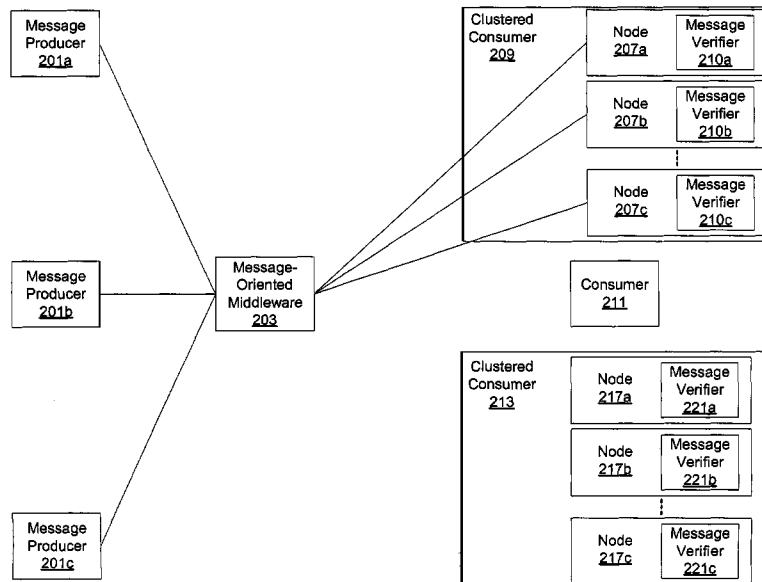 Message
Producer
201a
Message
Producer
201b
Message
Producer
201c
Message-
Oriented
Middleware
203
Clustered
Consumer
209
Node
207a
Message
Verifier
210a
Node
207b
Message
Verifier
210b
Node
207c
Message
Verifier
210c
Consumer
211
Clustered
Consumer
213
Node
217a
Message
Verifier
221a
Node
217b
Message
Verifier
221b
Node
217c
Message
Verifier
221c